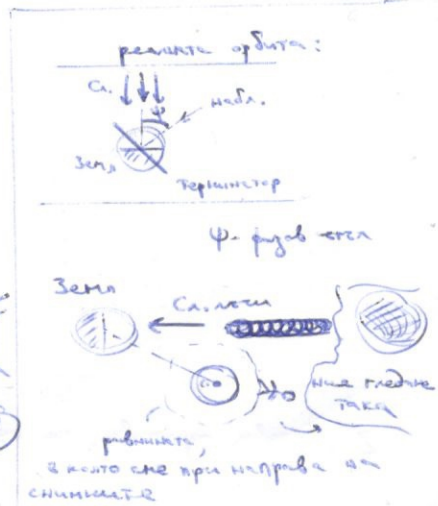 реалната орбита:
Сл.
ψ
набл.
Земя
терминатор
ψ- фазов ъгъл
Земя
Сл. лъчи
ние гледаме
така
равнината,
в която сме при направа на
снимките